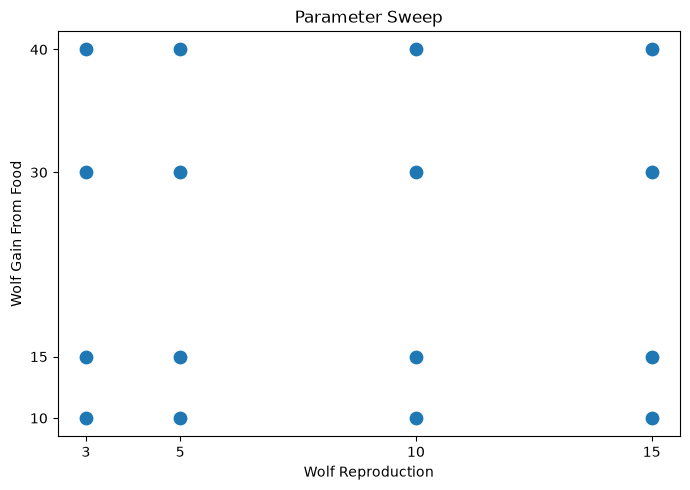 Parameter Sweep
Wolf Gain From Food
40
30
15
10
3 5 10 15
Wolf Reproduction